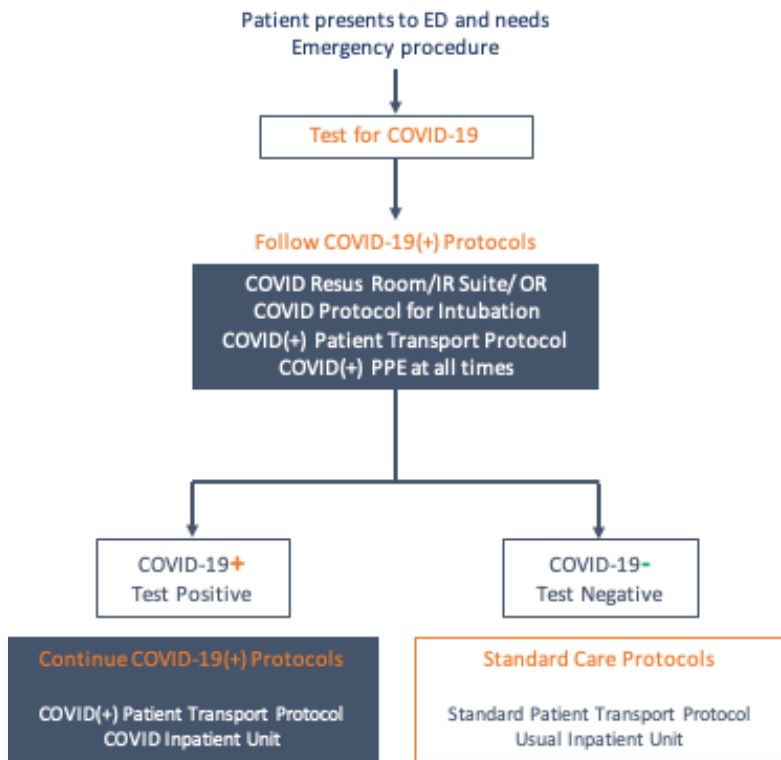 Patient presents to ED and needs
Emergency procedure
Test for COVID-19
Follow COVID-19(+) Protocols
COVID Resus Room/IR Suite/ OR
COVID Protocol for Intubation
COVID(+) Patient Transport Protocol
COVID(+) PPE at all times
COVID-19+
Test Positive
COVID-19-
Test Negative
Continue COVID-19(+) Protocols
COVID(+) Patient Transport Protocol
COVID Inpatient Unit
Standard Care Protocols
Standard Patient Transport Protocol
Usual Inpatient Unit